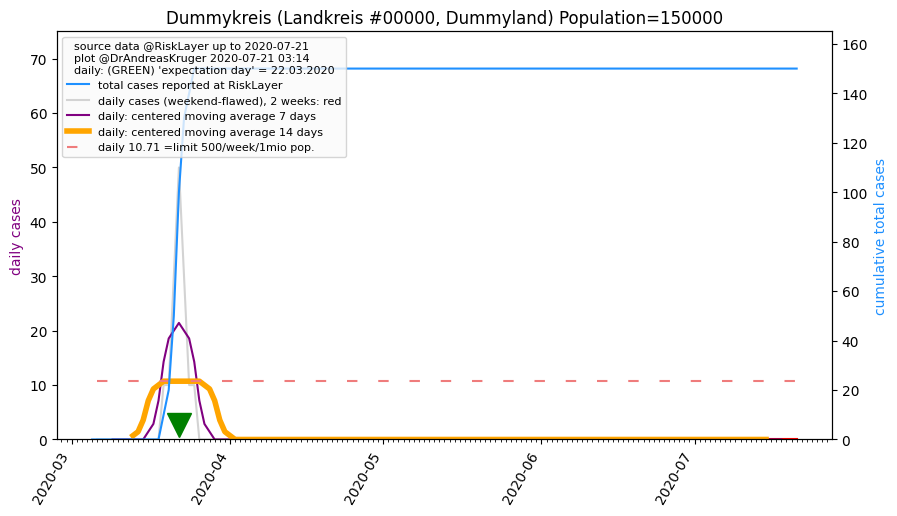 Dummykreis (Landkreis #00000, Dummyland) Population=150000
source data @RiskLayer up to 2020-07-21
plot @DrAndreasKruger 2020-07-21 03:14
daily: (GREEN) 'expectation day' = 22.03.2020
total cases reported at RiskLayer
daily cases (weekend-flawed), 2 weeks: red
daily: centered moving average 7 days
daily: centered moving average 14 days
daily 10.71 =limit 500/week/1mio pop.
daily cases
70
60
50
40
30
20
10
0
160
140
120
100
80
60
40
20
0
cumulative total cases
2020-03
2020-04
2020-05
2020-06
2020-07